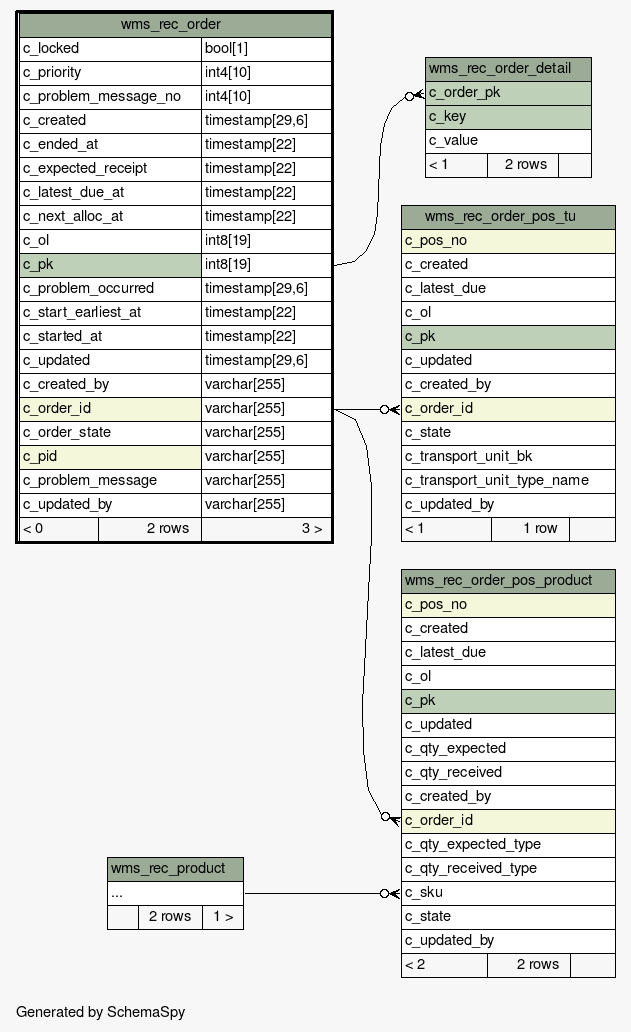 wms_rec_order
c_locked bool[1]
c_priority int4[10]
c_problem_message_no int4[10]
c_created timestamp[29,6]
c_ended_at timestamp[22]
c_expected_receipt timestamp[22]
c_latest_due_at timestamp[22]
c_next_alloc_at timestamp[22]
c_ol int8[19]
c_pk int8[19]
c_problem_occurred timestamp[29,6]
c_start_earliest_at timestamp[22]
c_started_at timestamp[22]
c_updated timestamp[29,6]
c_created_by varchar[255]
c_order_id varchar[255]
c_order_state varchar[255]
c_pid varchar[255]
c_problem_message varchar[255]
c_updated_by varchar[255]
< 0 2 rows 3 >
wms_rec_order_detail
c_order_pk
c_key
c_value
< 1 2 rows
wms_rec_order_pos_tu
c_pos_no
c_created
c_latest_due
c_ol
c_pk
c_updated
c_created_by
c_order_id
c_state
c_transport_unit_bk
c_transport_unit_type_name
c_updated_by
< 1 1 row
wms_rec_order_pos_product
c_pos_no
c_created
c_latest_due
c_ol
c_pk
c_updated
c_qty_expected
c_qty_received
c_created_by
c_order_id
c_qty_expected_type
c_qty_received_type
c_sku
c_state
c_updated_by
< 2 2 rows
wms_rec_product
...
2 rows 1 >
Generated by SchemaSpy